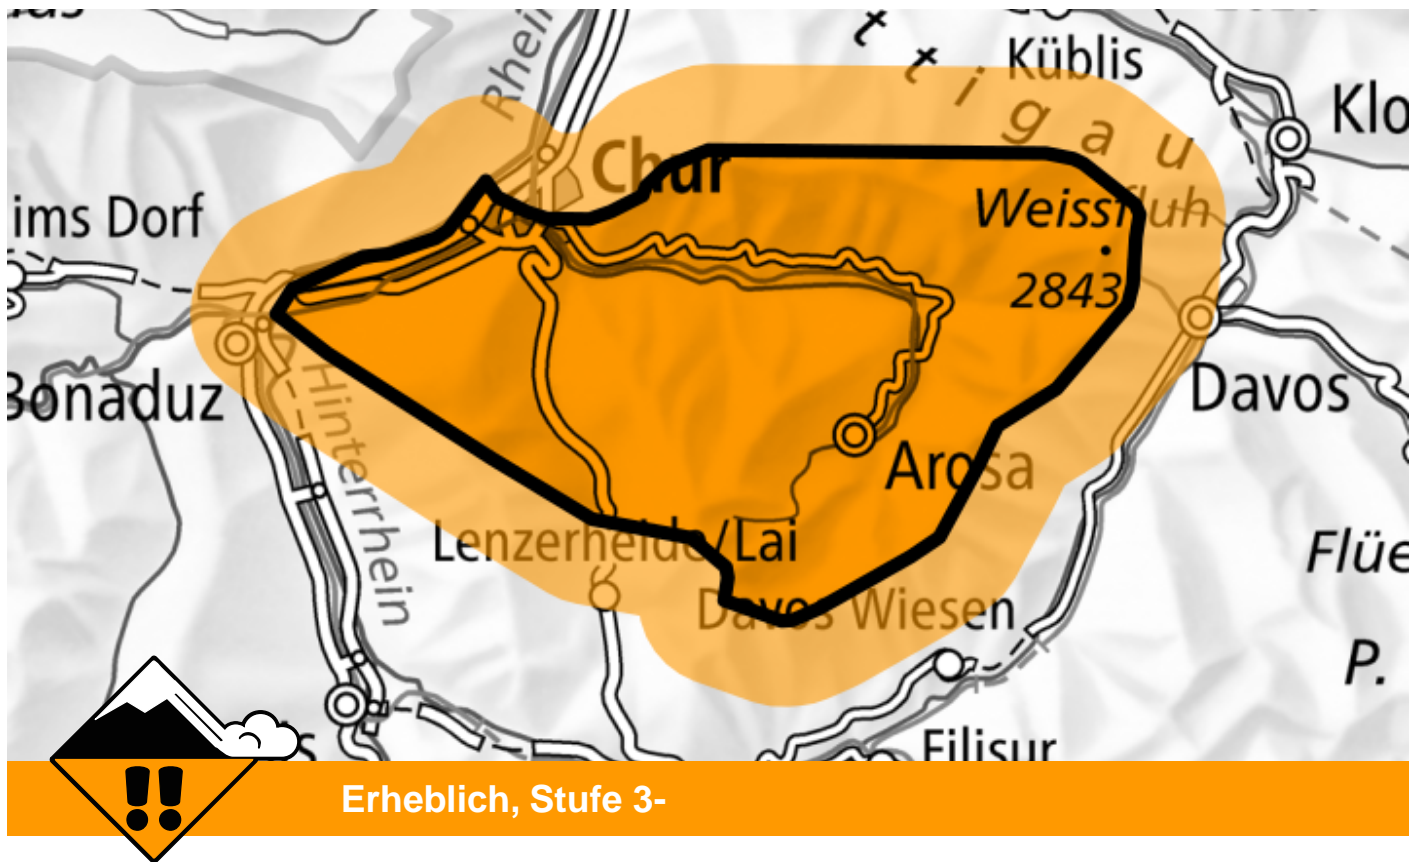 Rhein
t t i g a u
Küblis
Klo
Chur
ims Dorf
Weissfluh
2843
Bonaduz
Davos
Hinterrhein
Arosa
Lenzerheide/Lai
Flüe
Davos Wiesen
P.
s
Filisur
Erheblich, Stufe 3-